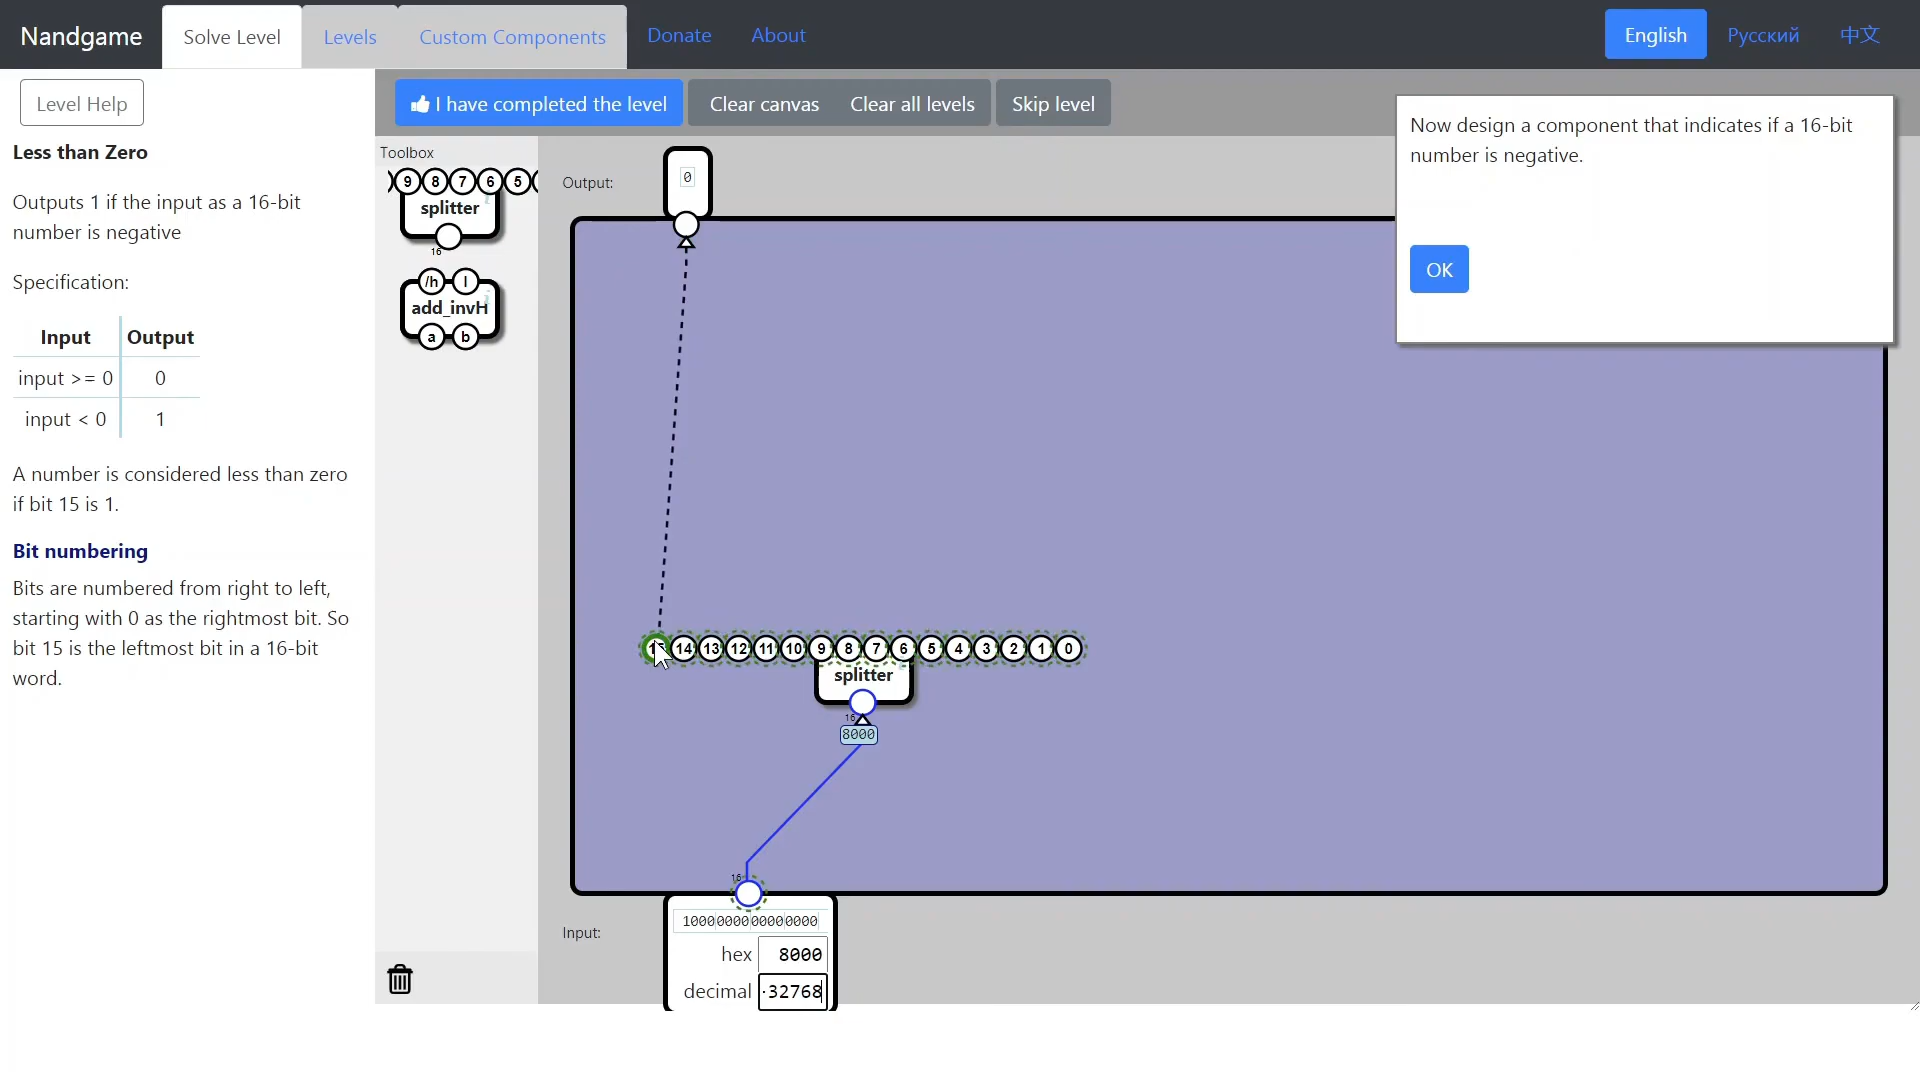 Nandgame
Solve Level
Levels
Custom Components
Donate
About
English
Русский
中文
Level Help
I have completed the level
Clear canvas
Clear all levels
Skip level
Less than Zero
Outputs 1 if the input as a 16-bit
number is negative
Specification:
Input Output
input >= 0 0
input < 0 1
A number is considered less than zero
if bit 15 is 1.
Bit numbering
Bits are numbered from right to left,
starting with 0 as the rightmost bit. So
bit 15 is the leftmost bit in a 16-bit
word.
Toolbox
9 8 7 6 5
splitter
16
/h l
add_invH
a b
Output:
0
Now design a component that indicates if a 16-bit
number is negative.
OK
14 13 12 11 10 9 8 7 6 5 4 3 2 1 0
splitter
16
8000
16
Input:
1000000000000000
hex 8000
decimal -32768